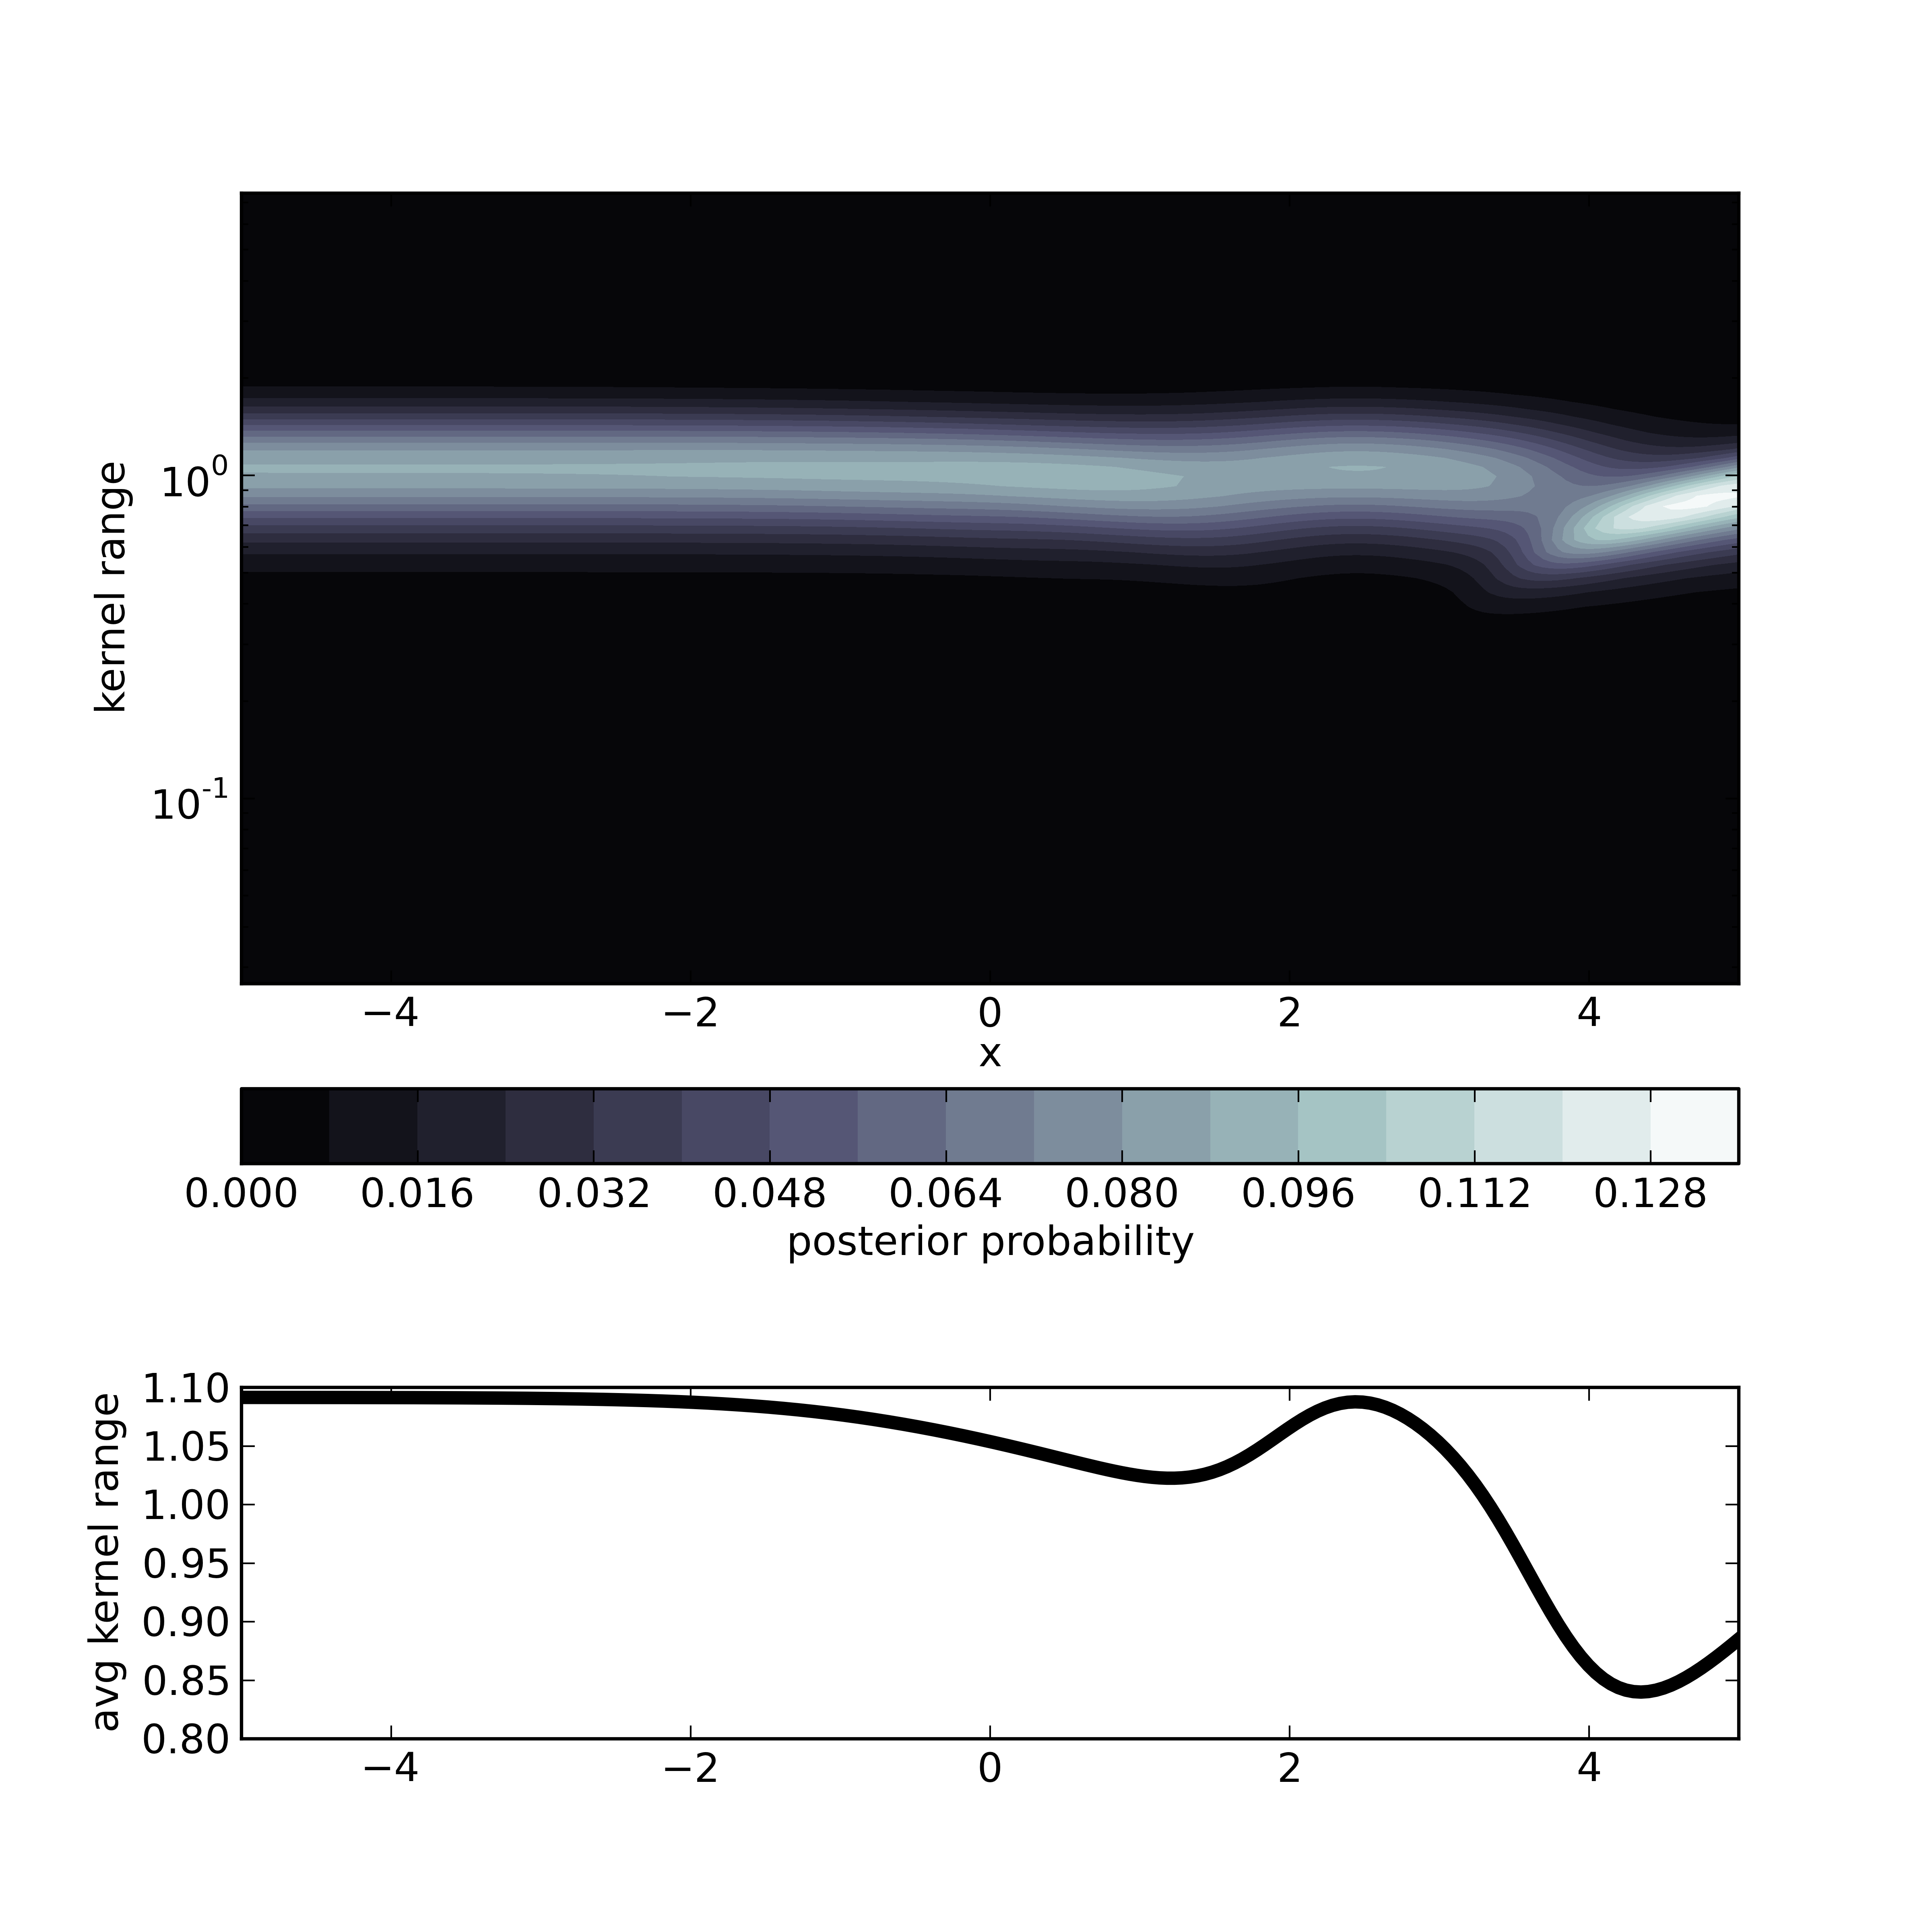 kernel range
10^0
10^-1
−4 −2 0 2 4
x
0.000 0.016 0.032 0.048 0.064 0.080 0.096 0.112 0.128
posterior probability
avg kernel range
1.10
1.05
1.00
0.95
0.90
0.85
0.80
−4 −2 0 2 4